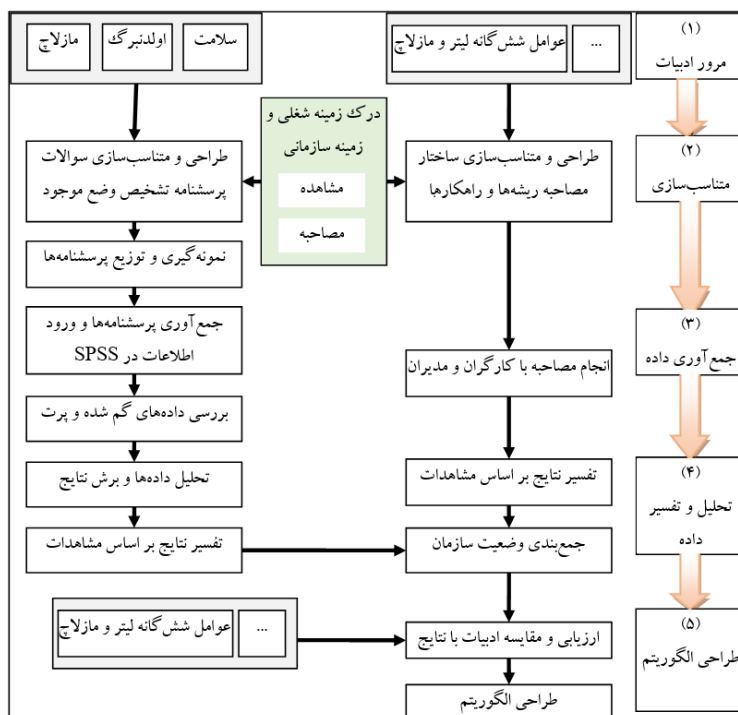 (۱)
مرور ادبیات
...
عوامل شش‌گانه لیتر و مازلاچ
سلامت
اولدنبرگ
مازلاچ
(۲)
متناسب‌سازی
طراحی و متناسب‌سازی ساختار
مصاحبه ریشه‌ها و راهکارها
درک زمینه شغلی و
زمینه سازمانی
مشاهده
مصاحبه
طراحی و متناسب‌سازی سوالات
پرسشنامه تشخیص وضع موجود
نمونه‌گیری و توزیع پرسشنامه‌ها
(۳)
جمع‌آوری داده
انجام مصاحبه با کارگران و مدیران
جمع‌آوری پرسشنامه‌ها و ورود
اطلاعات در SPSS
بررسی داده‌های گم شده و پرت
(۴)
تحلیل و تفسیر
داده
تفسیر نتایج بر اساس مشاهدات
تحلیل داده‌ها و برش نتایج
جمع‌بندی وضعیت سازمان
تفسیر نتایج بر اساس مشاهدات
(۵)
طراحی الگوریتم
ارزیابی و مقایسه ادبیات با نتایج
...
عوامل شش‌گانه لیتر و مازلاچ
طراحی الگوریتم